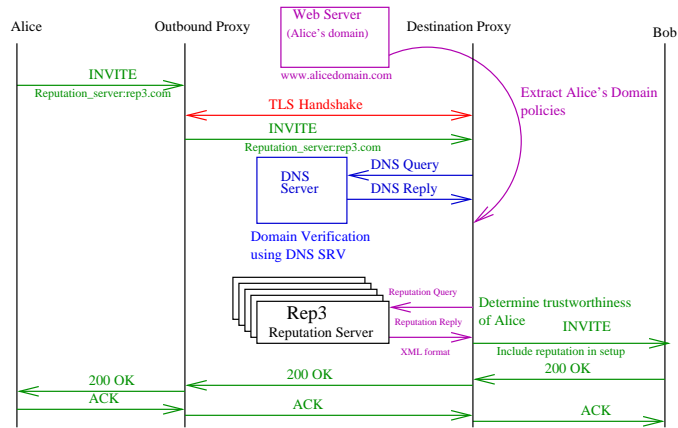 Alice
Outbound Proxy
Web Server
(Alice's domain)
Destination Proxy
Bob
www.alicedomain.com
INVITE
Reputation_server:rep3.com
Extract Alice's Domain
policies
TLS Handshake
INVITE
Reputation_server:rep3.com
DNS
Server
DNS Query
DNS Reply
Domain Verification
using DNS SRV
Rep3
Reputation Server
Reputation Query
Reputation Reply
XML format
Determine trustworthiness
of Alice
INVITE
Include reputation in setup
200 OK
200 OK
200 OK
ACK
ACK
ACK